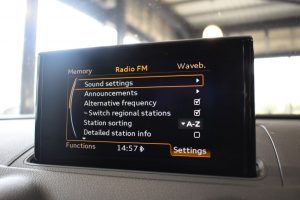 Memory Radio FM Waveb.
Sound settings
Announcements
Alternative frequency
~ Switch regional stations
Station sorting A-Z
Detailed station info
Functions 14:57 Settings